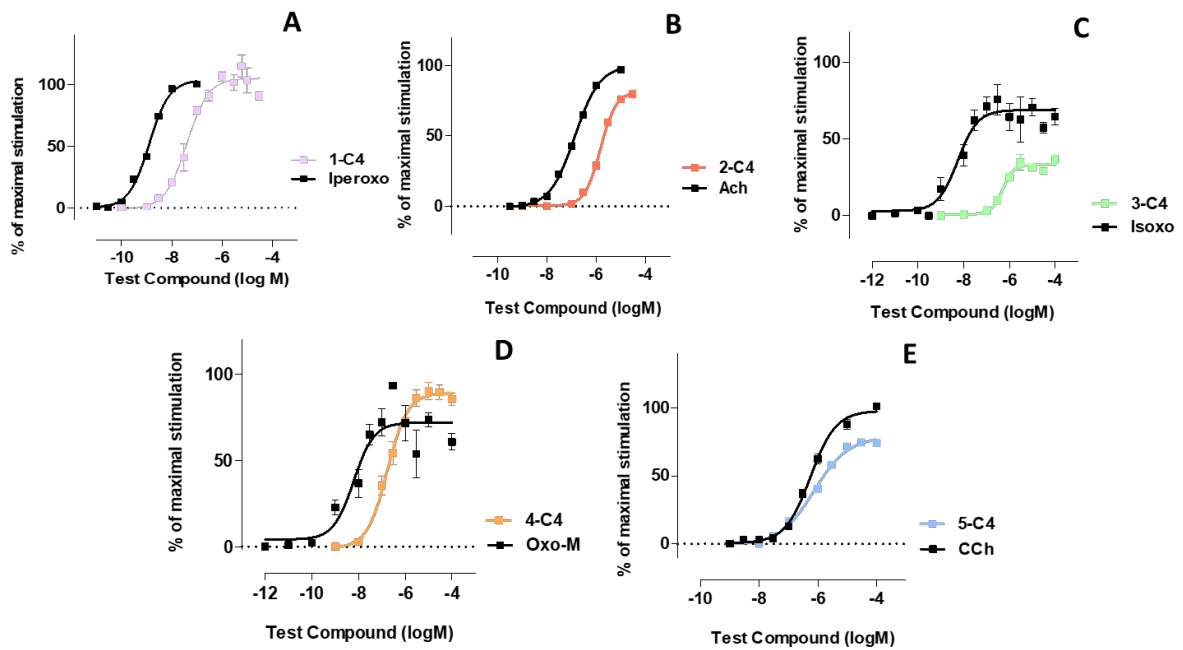 A
% of maximal stimulation
100
50
0
-10 -8 -6 -4
Test Compound (log M)
1-C4
Iperoxo
B
% of maximal stimulation
100
50
0
-10 -8 -6 -4
Test Compound (logM)
2-C4
Ach
C
% of maximal stimulation
100
50
0
-12 -10 -8 -6 -4
Test Compound (logM)
3-C4
Isoxo
D
% of maximal stimulation
100
50
0
-12 -10 -8 -6 -4
Test Compound (logM)
4-C4
Oxo-M
E
% of maximal stimulation
100
50
0
-10 -8 -6 -4
Test Compound (logM)
5-C4
CCh